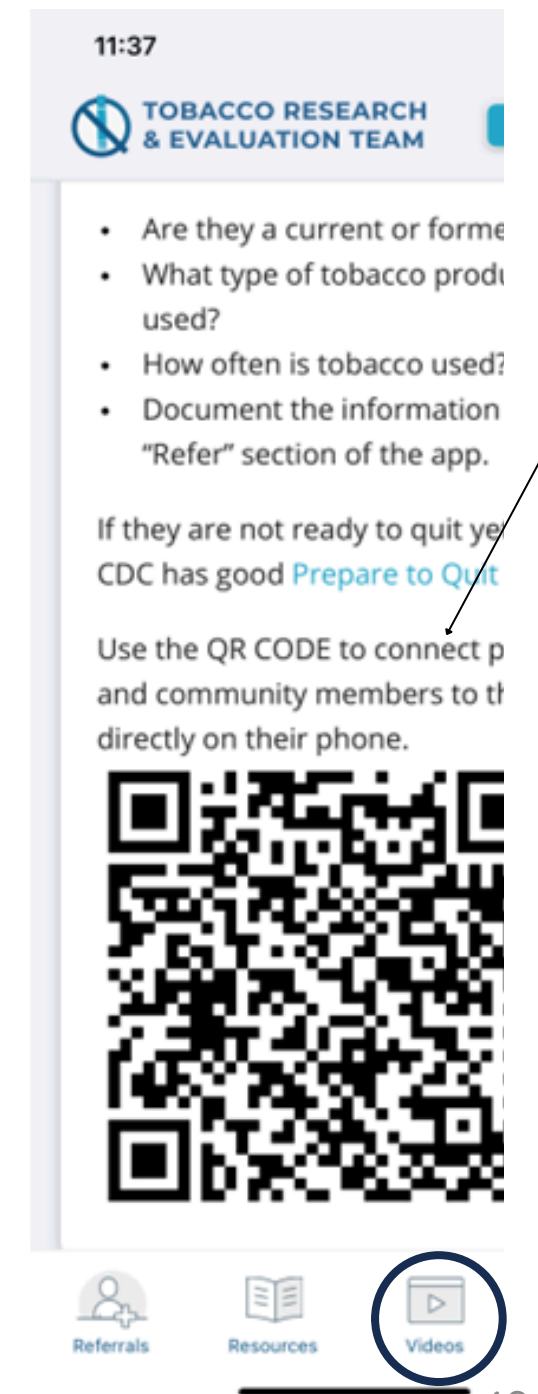 11:37
TOBACCO RESEARCH
& EVALUATION TEAM
• Are they a current or forme
• What type of tobacco produ
used?
• How often is tobacco used?
• Document the information
“Refer” section of the app.
If they are not ready to quit ye
CDC has good Prepare to Quit
Use the QR CODE to connect p
and community members to th
directly on their phone.
Referrals Resources Videos